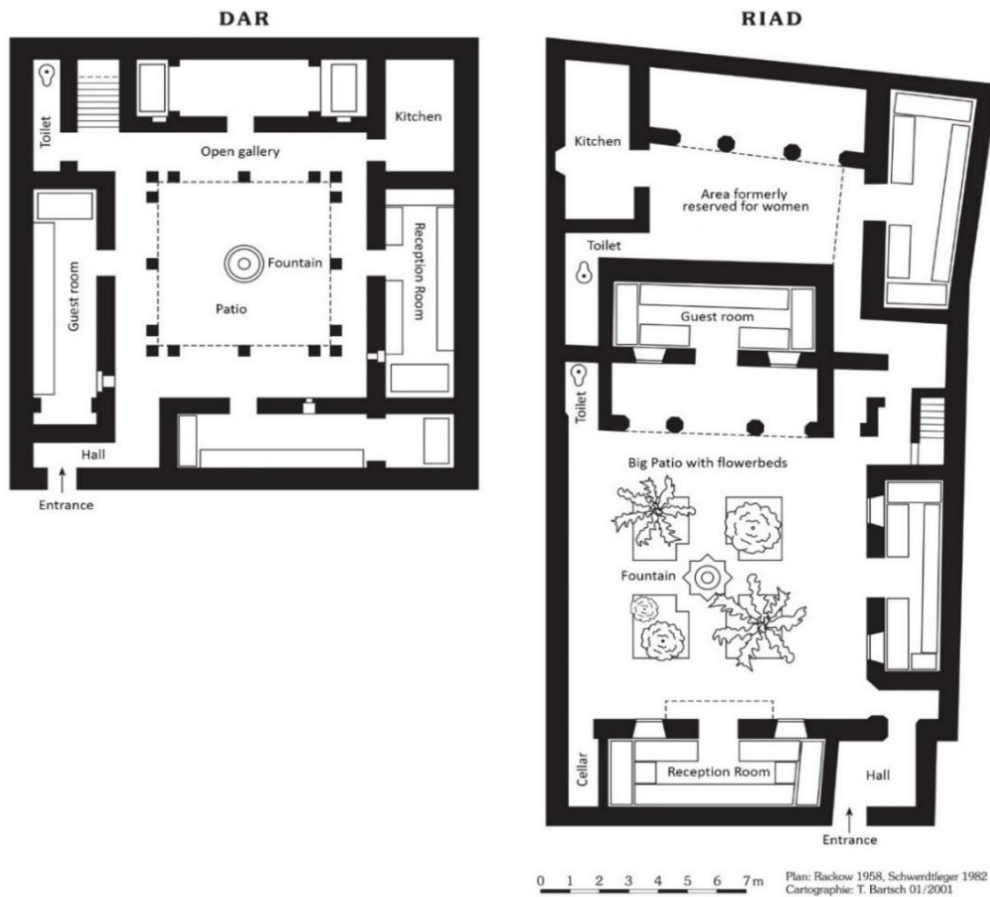 DAR
Toilet
Kitchen
Open gallery
Guest room
Fountain
Reception Room
Patio
Hall
Entrance
RIAD
Kitchen
Area formerly
reserved for women
Toilet
Guest room
Toilet
Big Patio with flowerbeds
Fountain
Cellar
Reception Room
Hall
Entrance
0 1 2 3 4 5 6 7 m
Plan: Rackow 1958, Schwerdtfeger 1982
Cartographie: T. Bartsch 01/2001